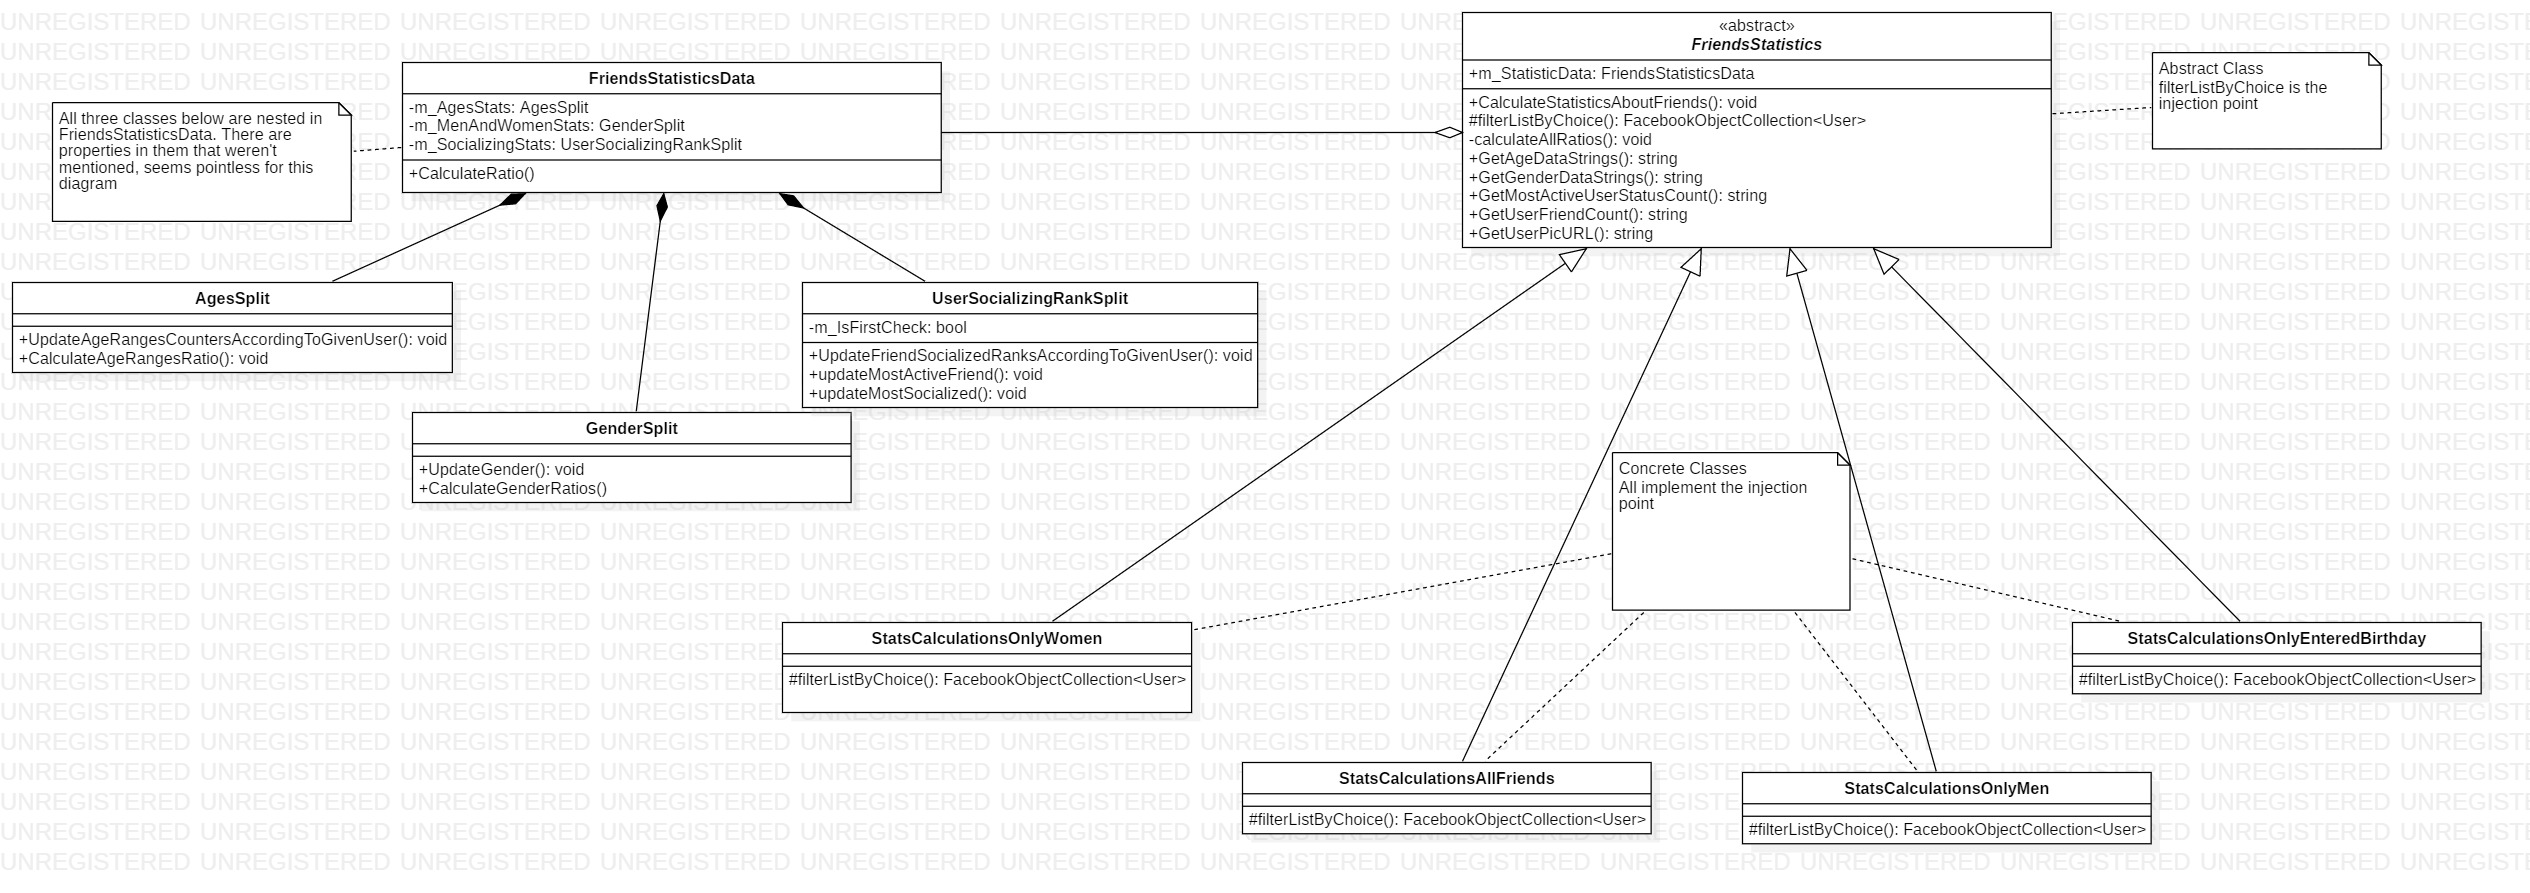 «abstract»
FriendsStatistics
+m_StatisticData: FriendsStatisticsData
+CalculateStatisticsAboutFriends(): void
#filterListByChoice(): FacebookObjectCollection<User>
-calculateAllRatios(): void
+GetAgeDataStrings(): string
+GetGenderDataStrings(): string
+GetMostActiveUserStatusCount(): string
+GetUserFriendCount(): string
+GetUserPicURL(): string
Abstract Class
filterListByChoice is the
injection point
FriendsStatisticsData
-m_AgesStats: AgesSplit
-m_MenAndWomenStats: GenderSplit
-m_SocializingStats: UserSocializingRankSplit
+CalculateRatio()
All three classes below are nested in
FriendsStatisticsData. There are
properties in them that weren't
mentioned, seems pointless for this
diagram
AgesSplit
+UpdateAgeRangesCountersAccordingToGivenUser(): void
+CalculateAgeRangesRatio(): void
UserSocializingRankSplit
-m_IsFirstCheck: bool
+UpdateFriendSocializedRanksAccordingToGivenUser(): void
+updateMostActiveFriend(): void
+updateMostSocialized(): void
GenderSplit
+UpdateGender(): void
+CalculateGenderRatios()
Concrete Classes
All implement the injection
point
StatsCalculationsOnlyWomen
#filterListByChoice(): FacebookObjectCollection<User>
StatsCalculationsOnlyEnteredBirthday
#filterListByChoice(): FacebookObjectCollection<User>
StatsCalculationsAllFriends
#filterListByChoice(): FacebookObjectCollection<User>
StatsCalculationsOnlyMen
#filterListByChoice(): FacebookObjectCollection<User>
UNREGISTERED